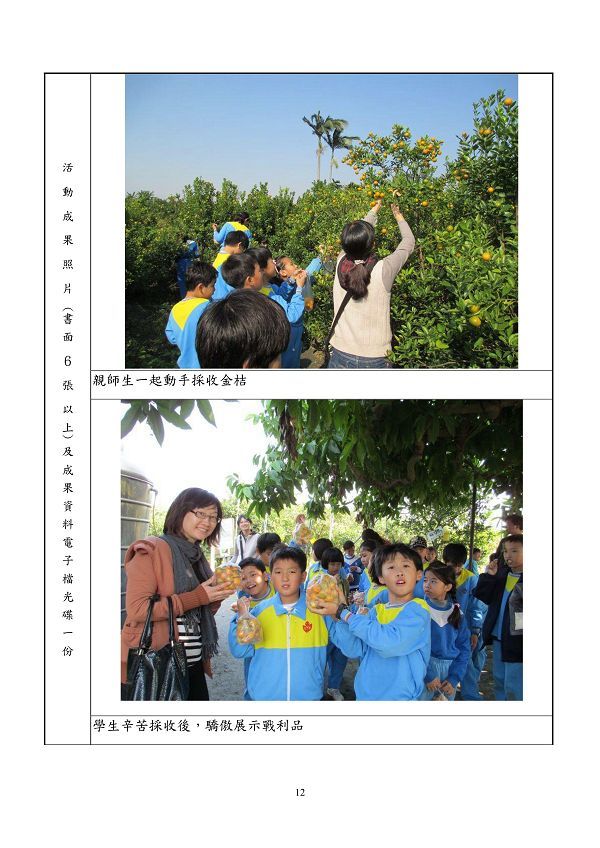 活動成果照片（書面6張以上）及成果資料電子檔光碟一份
親師生一起動手採收金桔
學生辛苦採收後，驕傲展示戰利品
12